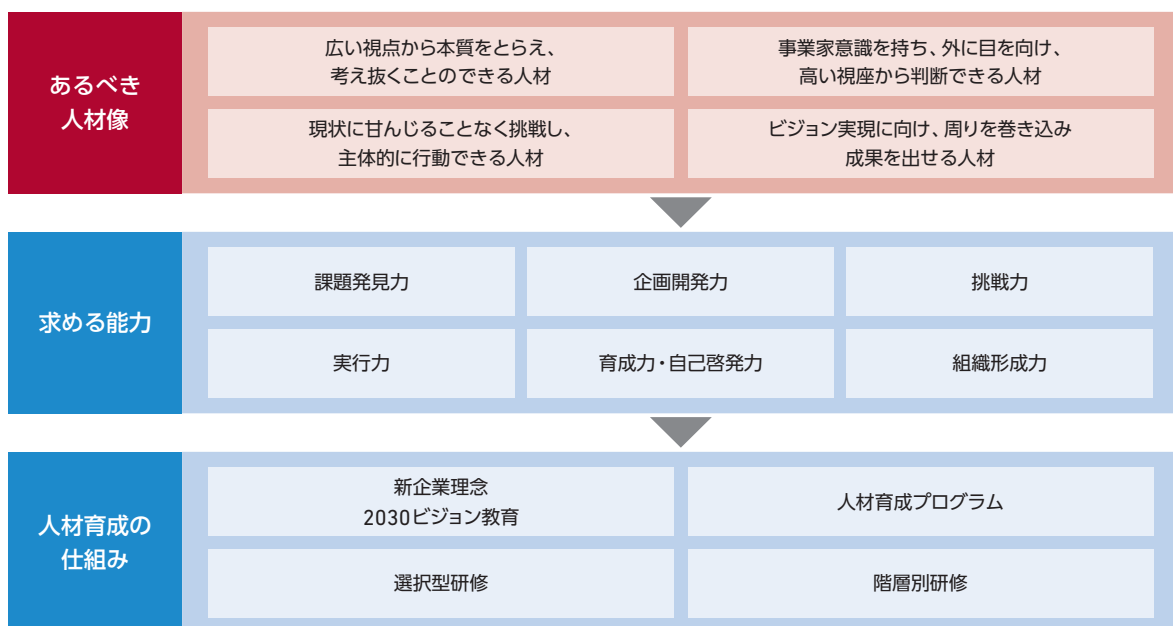 あるべき
人材像
広い視点から本質をとらえ、
考え抜くことのできる人材
事業家意識を持ち、外に目を向け、
高い視座から判断できる人材
現状に甘んじることなく挑戦し、
主体的に行動できる人材
ビジョン実現に向け、周りを巻き込み
成果を出せる人材
求める能力
課題発見力
企画開発力
挑戦力
実行力
育成力・自己啓発力
組織形成力
人材育成の
仕組み
新企業理念
2030ビジョン教育
人材育成プログラム
選択型研修
階層別研修